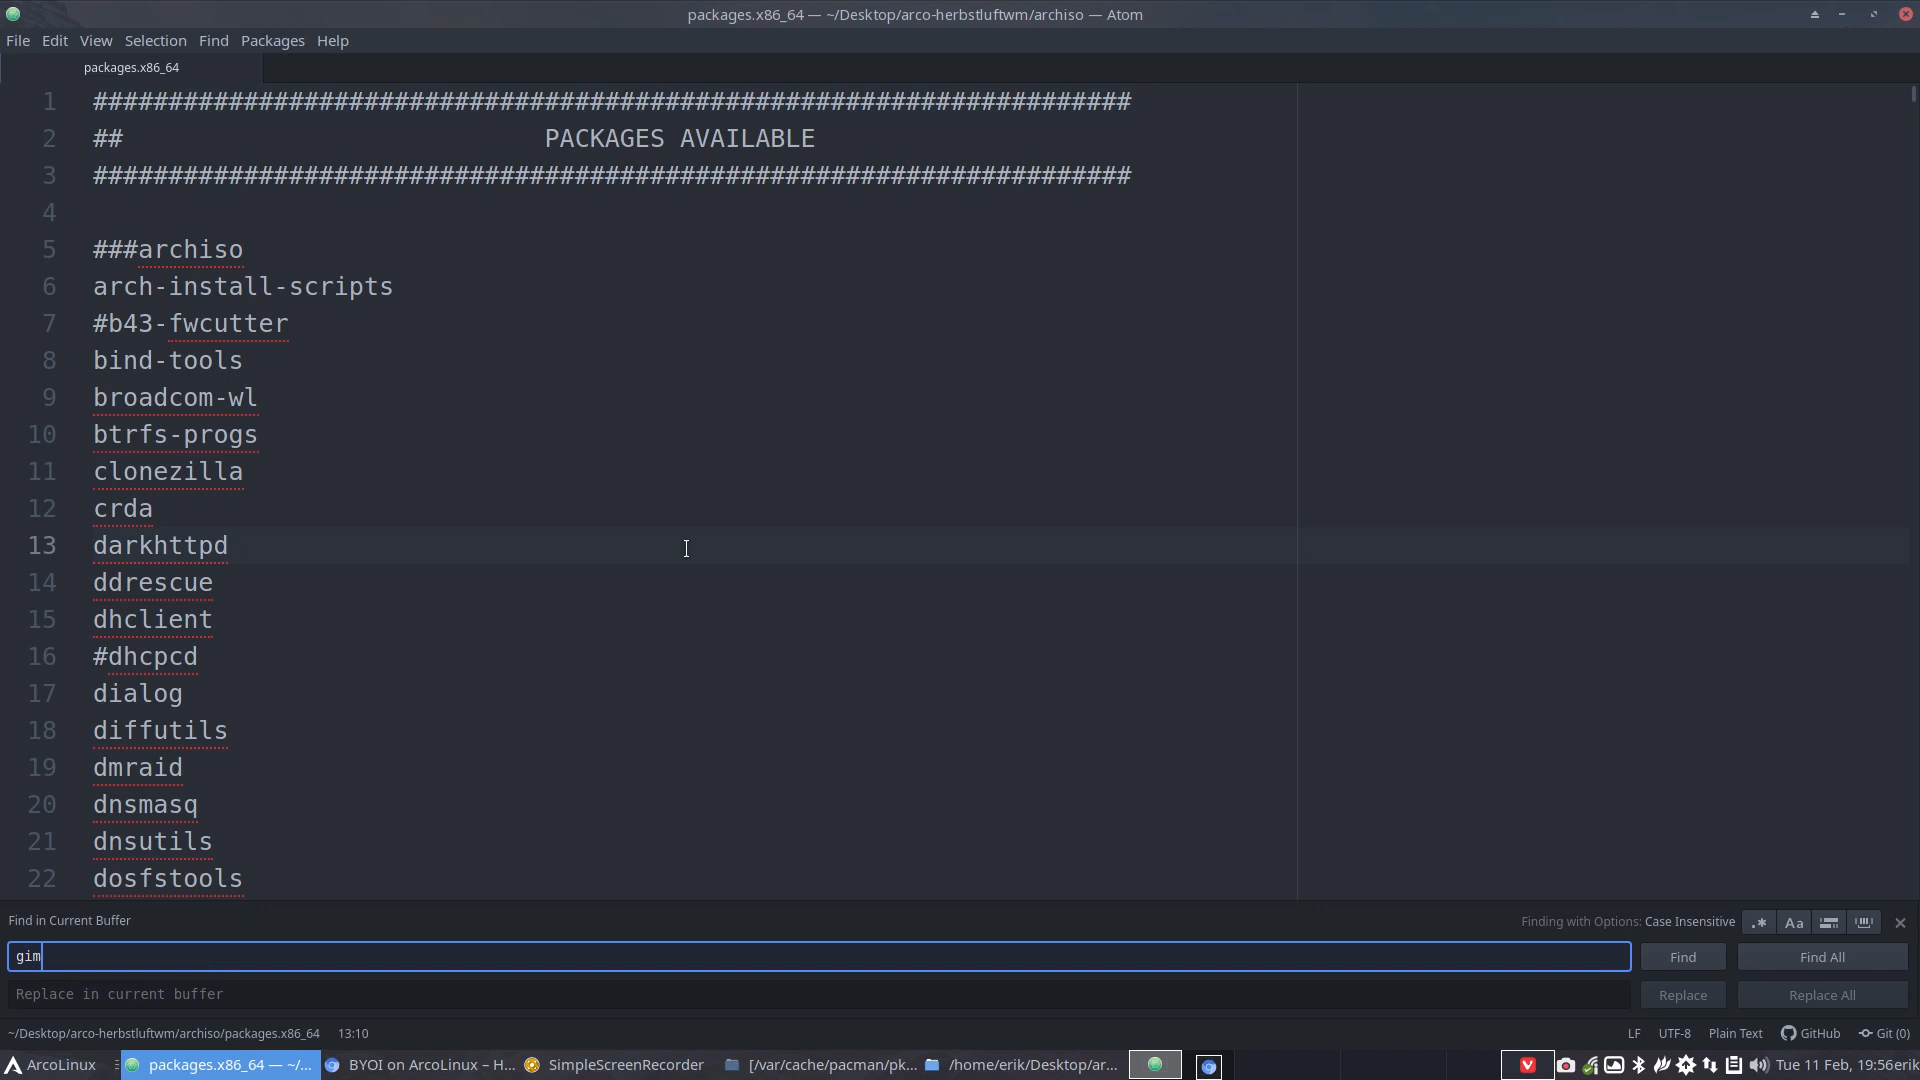 packages.x86_64 — ~/Desktop/arco-herbstluftwm/archiso — Atom
File Edit View Selection Find Packages Help
packages.x86_64
1 #####################################################################
2 ## PACKAGES AVAILABLE
3 #####################################################################
4
5 ###archiso
6 arch-install-scripts
7 #b43-fwcutter
8 bind-tools
9 broadcom-wl
10 btrfs-progs
11 clonezilla
12 crda
13 darkhttpd
14 ddrescue
15 dhclient
16 #dhcpcd
17 dialog
18 diffutils
19 dmraid
20 dnsmasq
21 dnsutils
22 dosfstools
Find in Current Buffer Finding with Options: Case Insensitive .* Aa
gim Find Find All
Replace in current buffer Replace Replace All
~/Desktop/arco-herbstluftwm/archiso/packages.x86_64 13:10 LF UTF-8 Plain Text GitHub Git (0)
ArcoLinux packages.x86_64 — ~/... BYOI on ArcoLinux – H... SimpleScreenRecorder [/var/cache/pacman/pk... /home/erik/Desktop/ar... Tue 11 Feb, 19:56 erik